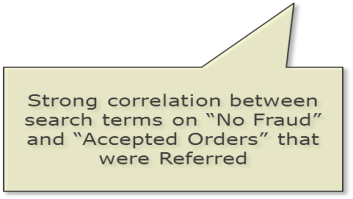 Strong correlation between
search terms on “No Fraud”
and “Accepted Orders” that
were Referred